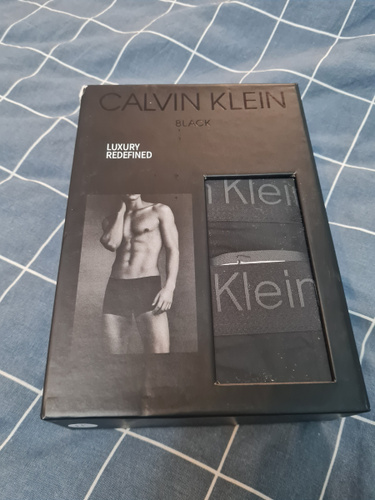 CALVIN KLEIN
BLACK
LUXURY
REDEFINED
n Klein
Klein